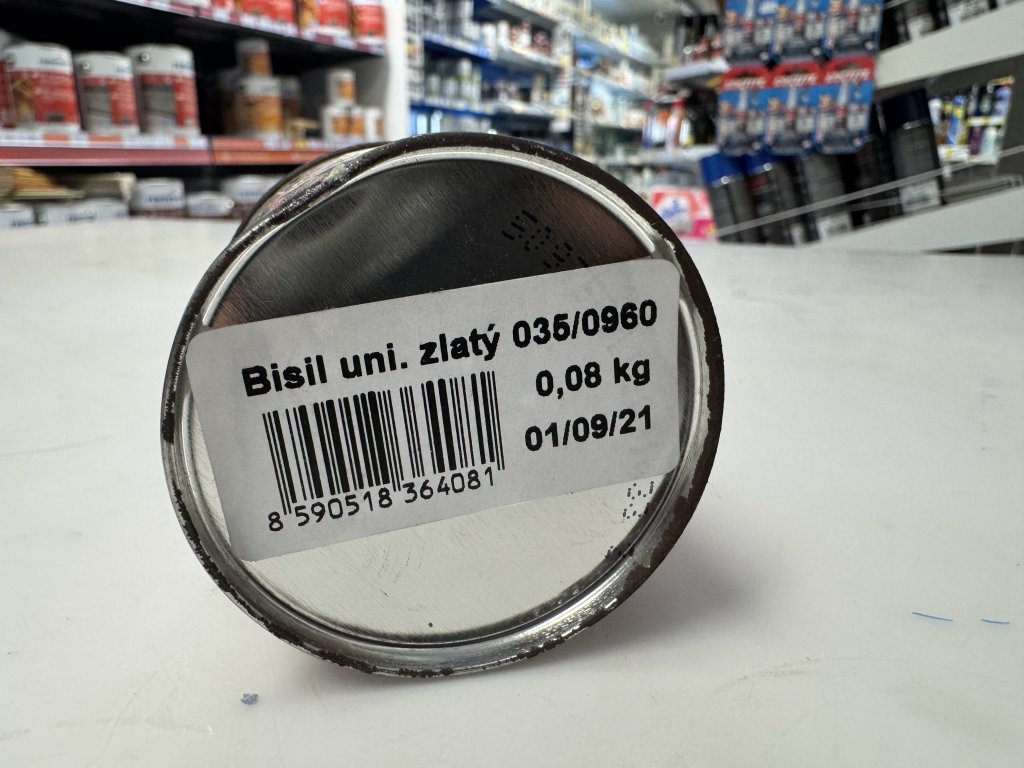 Bisil uni. zlatý 035/0960
0,08 kg
01/09/21
8 590518 364081